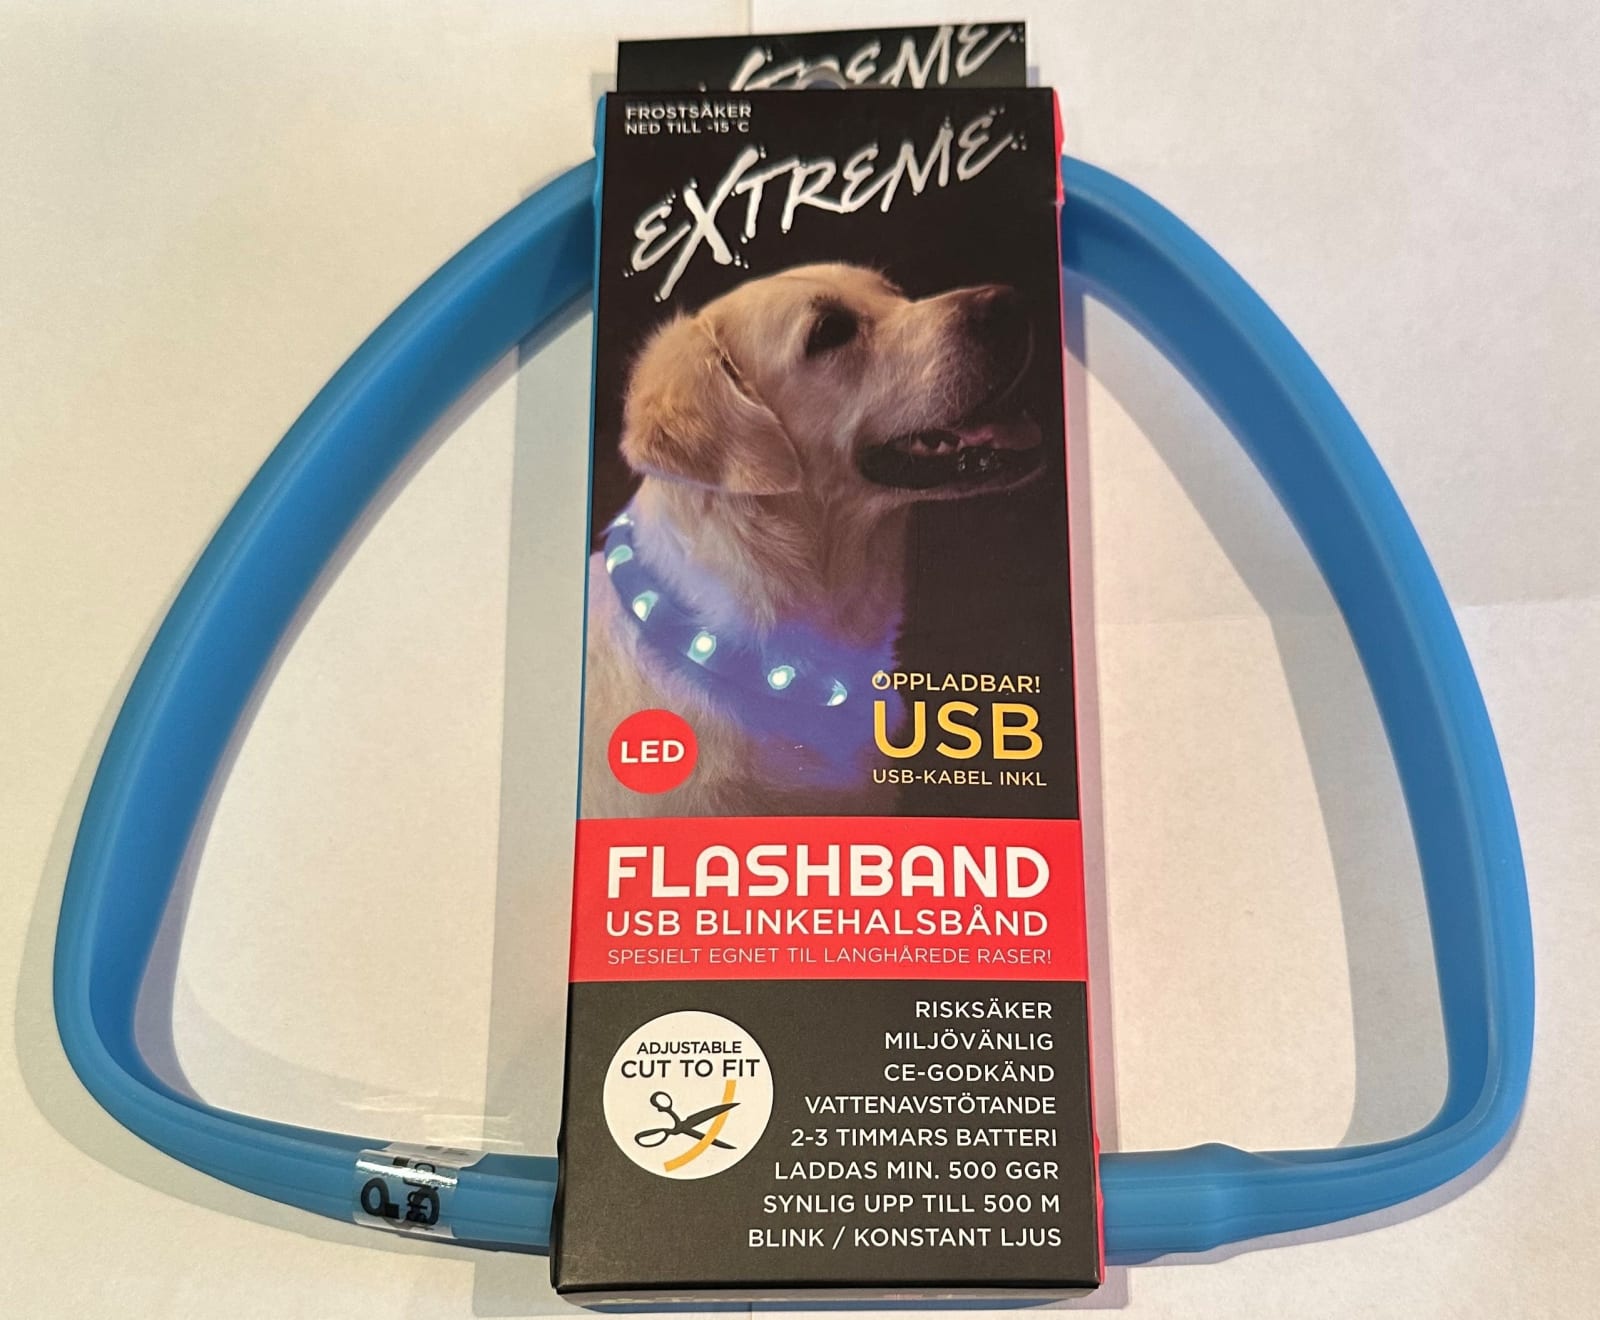 EXTREME
FROSTSÄKER
NED TILL -15°C
EXTREME
OPPLADBAR!
USB
USB-KABEL INKL
LED
FLASHBAND
USB BLINKEHALSBÅND
SPESIELT EGNET TIL LANGHÅREDE RASER!
ADJUSTABLE
CUT TO FIT
RISKSÄKER
MILJÖVÄNLIG
CE-GODKÄND
VATTENAVSTÖTANDE
2-3 TIMMARS BATTERI
LADDAS MIN. 500 GGR
SYNLIG UPP TILL 500 M
BLINK / KONSTANT LJUS